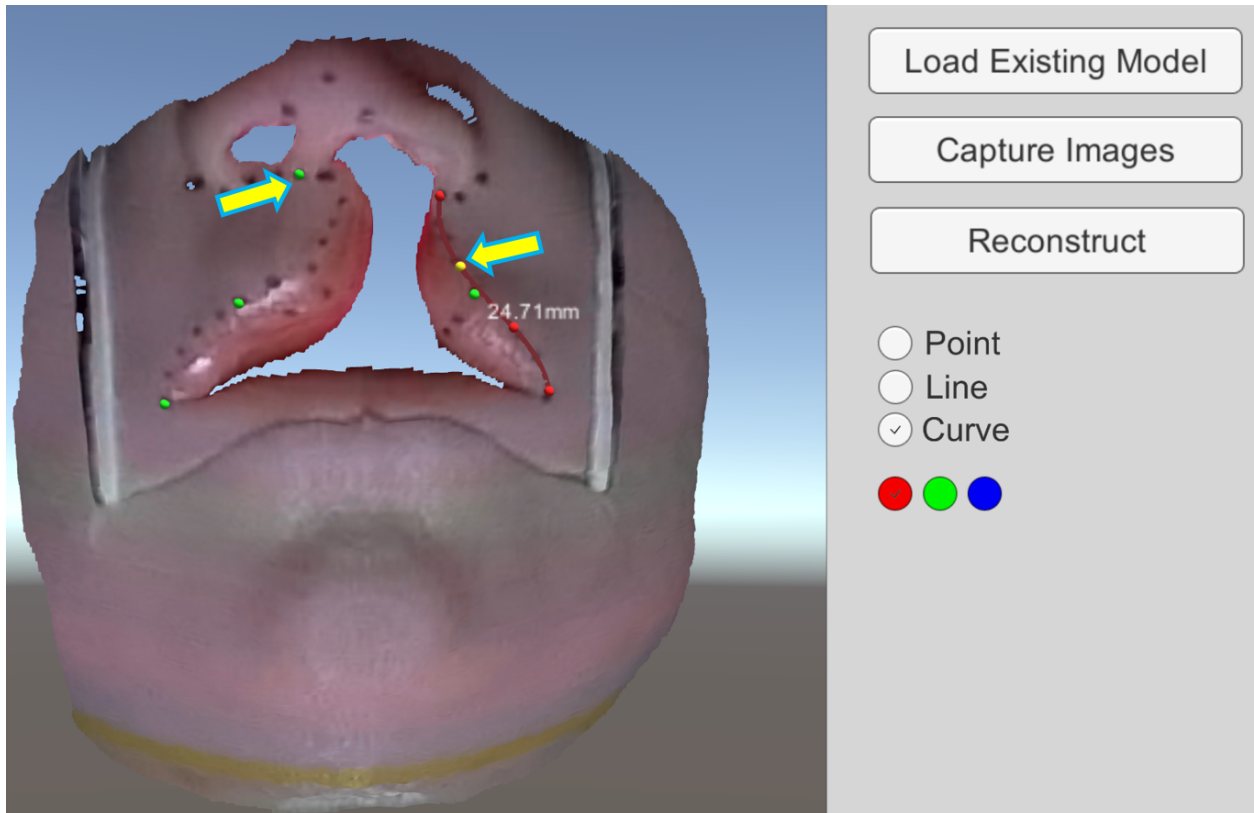 Load Existing Model
Capture Images
Reconstruct
24.71mm
Point
Line
Curve